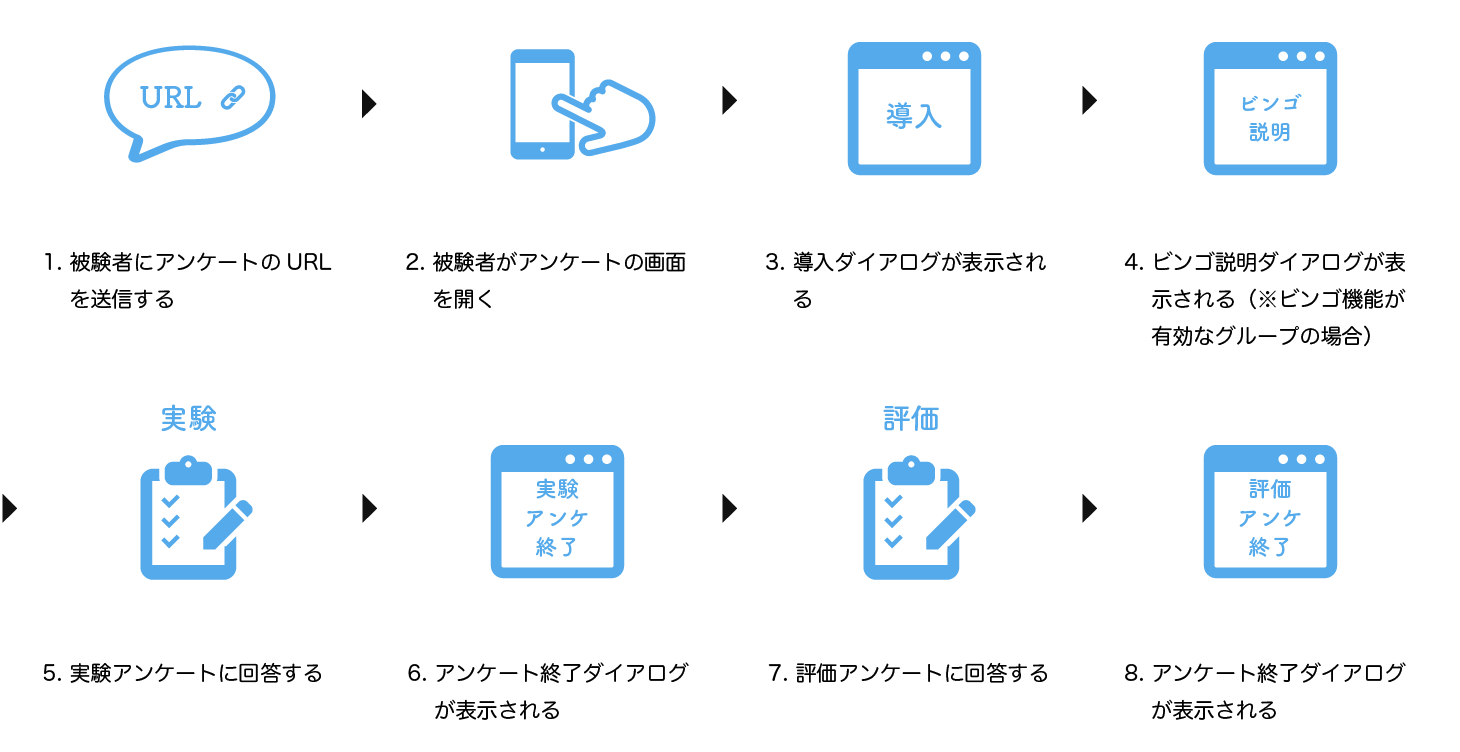 URL
導入
ビンゴ
説明
1. 被験者にアンケートの URL
を送信する
2. 被験者がアンケートの画面
を開く
3. 導入ダイアログが表示され
る
4. ビンゴ説明ダイアログが表
示される（※ビンゴ機能が
有効なグループの場合）
実験
実験
アンケ
終了
評価
評価
アンケ
終了
5. 実験アンケートに回答する
6. アンケート終了ダイアログ
が表示される
7. 評価アンケートに回答する
8. アンケート終了ダイアログ
が表示される